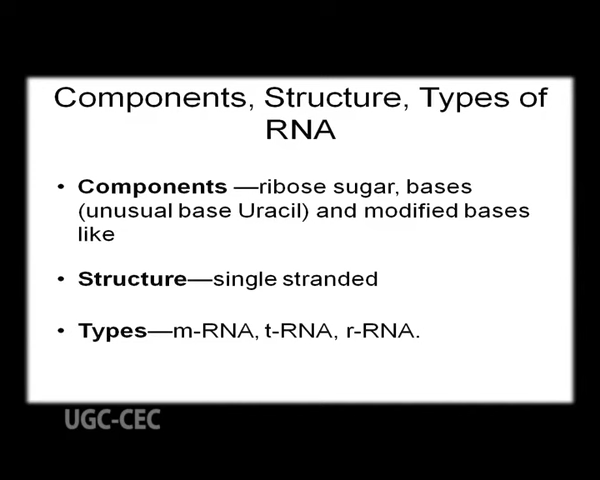 Components, Structure, Types of
RNA
• Components —ribose sugar, bases
(unusual base Uracil) and modified bases
like
• Structure—single stranded
• Types—m-RNA, t-RNA, r-RNA.
UGC-CEC